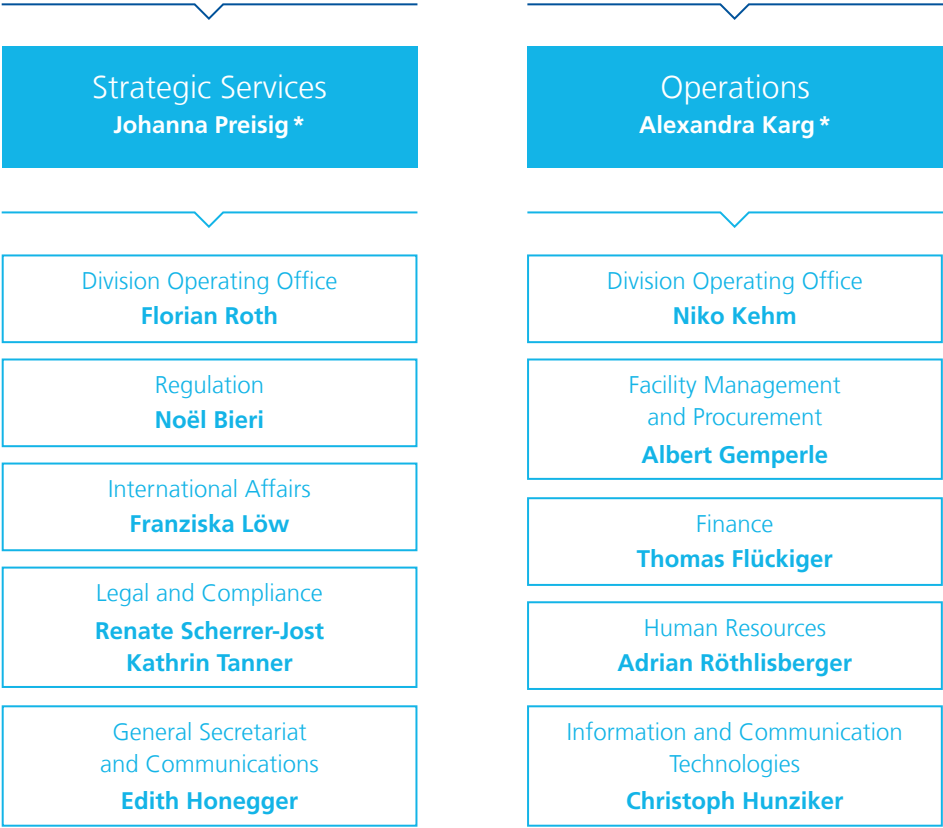 Strategic Services
Johanna Preisig *
Division Operating Office
Florian Roth
Regulation
Noël Bieri
International Affairs
Franziska Löw
Legal and Compliance
Renate Scherrer-Jost
Kathrin Tanner
General Secretariat
and Communications
Edith Honegger
Operations
Alexandra Karg *
Division Operating Office
Niko Kehm
Facility Management
and Procurement
Albert Gemperle
Finance
Thomas Flückiger
Human Resources
Adrian Röthlisberger
Information and Communication
Technologies
Christoph Hunziker